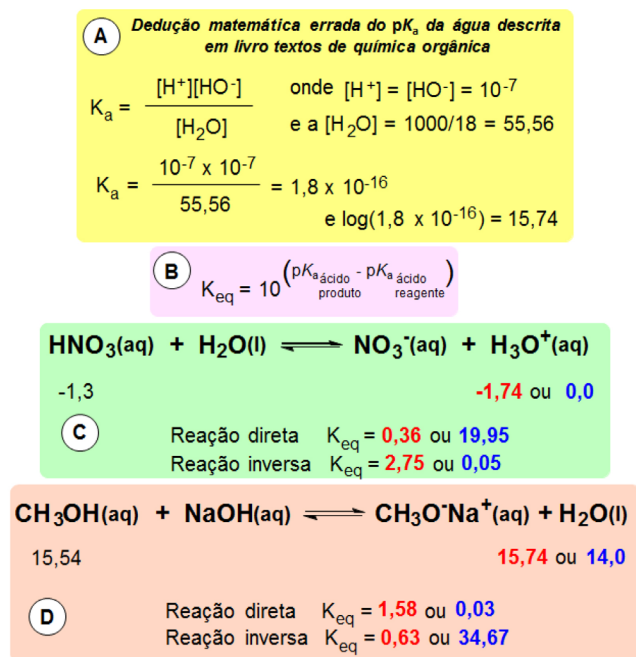 A
Dedução matemática errada do pKₐ da água descrita
em livro textos de química orgânica
Kₐ = [H⁺][HO⁻] / [H₂O] onde [H⁺] = [HO⁻] = 10⁻⁷
e a [H₂O] = 1000/18 = 55,56
Kₐ = 10⁻⁷ x 10⁻⁷ / 55,56 = 1,8 x 10⁻¹⁶
e log(1,8 x 10⁻¹⁶) = 15,74
B
Keq = 10^(pKₐ ácido produto - pKₐ ácido reagente)
HNO₃(aq) + H₂O(l) ⇌ NO₃⁻(aq) + H₃O⁺(aq)
-1,3 -1,74 ou 0,0
C
Reação direta Keq = 0,36 ou 19,95
Reação inversa Keq = 2,75 ou 0,05
CH₃OH(aq) + NaOH(aq) ⇌ CH₃O⁻Na⁺(aq) + H₂O(l)
15,54 15,74 ou 14,0
D
Reação direta Keq = 1,58 ou 0,03
Reação inversa Keq = 0,63 ou 34,67